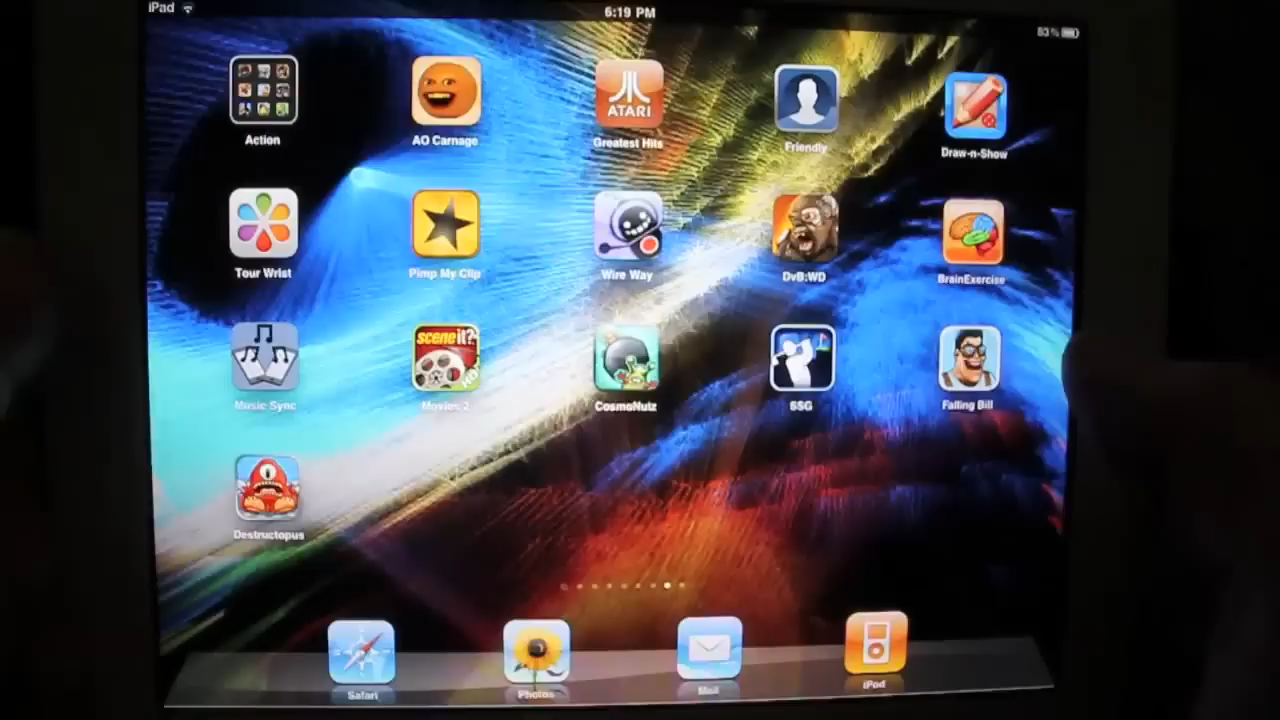 iPad 6:19 PM 83%
ATARI
Action AO Carnage Greatest Hits Friendly Draw-n-Show
Tour Wrist Pimp My Clip Wire Way DvB:WD BrainExercise
scene it?
HD
Music Sync Movies 2 CosmoNutz SSG Falling Bill
Destructopus
Safari Photos Mail iPod